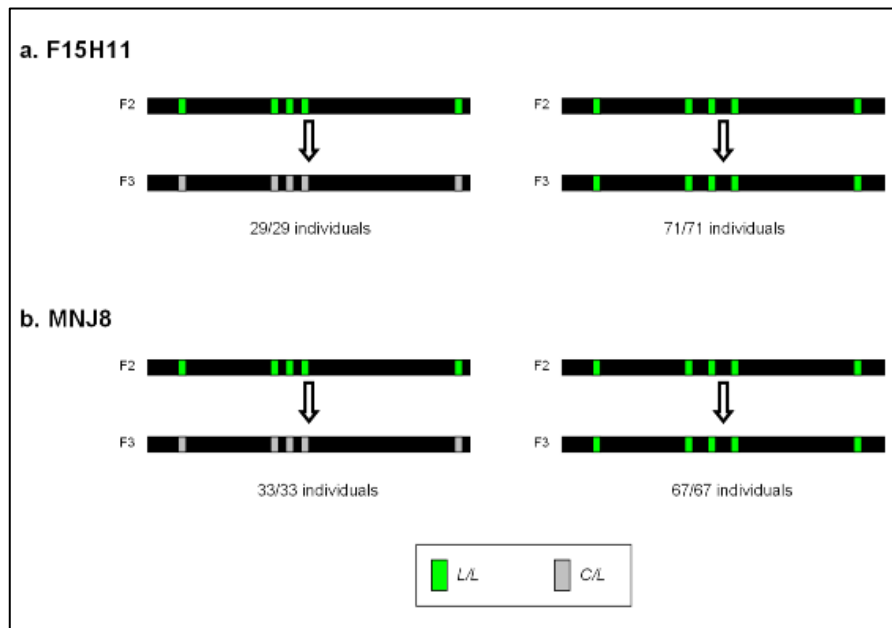 a. F15H11
F2 F2
F3 F3
29/29 individuals 71/71 individuals
b. MNJ8
F2 F2
F3 F3
33/33 individuals 67/67 individuals
L/L C/L